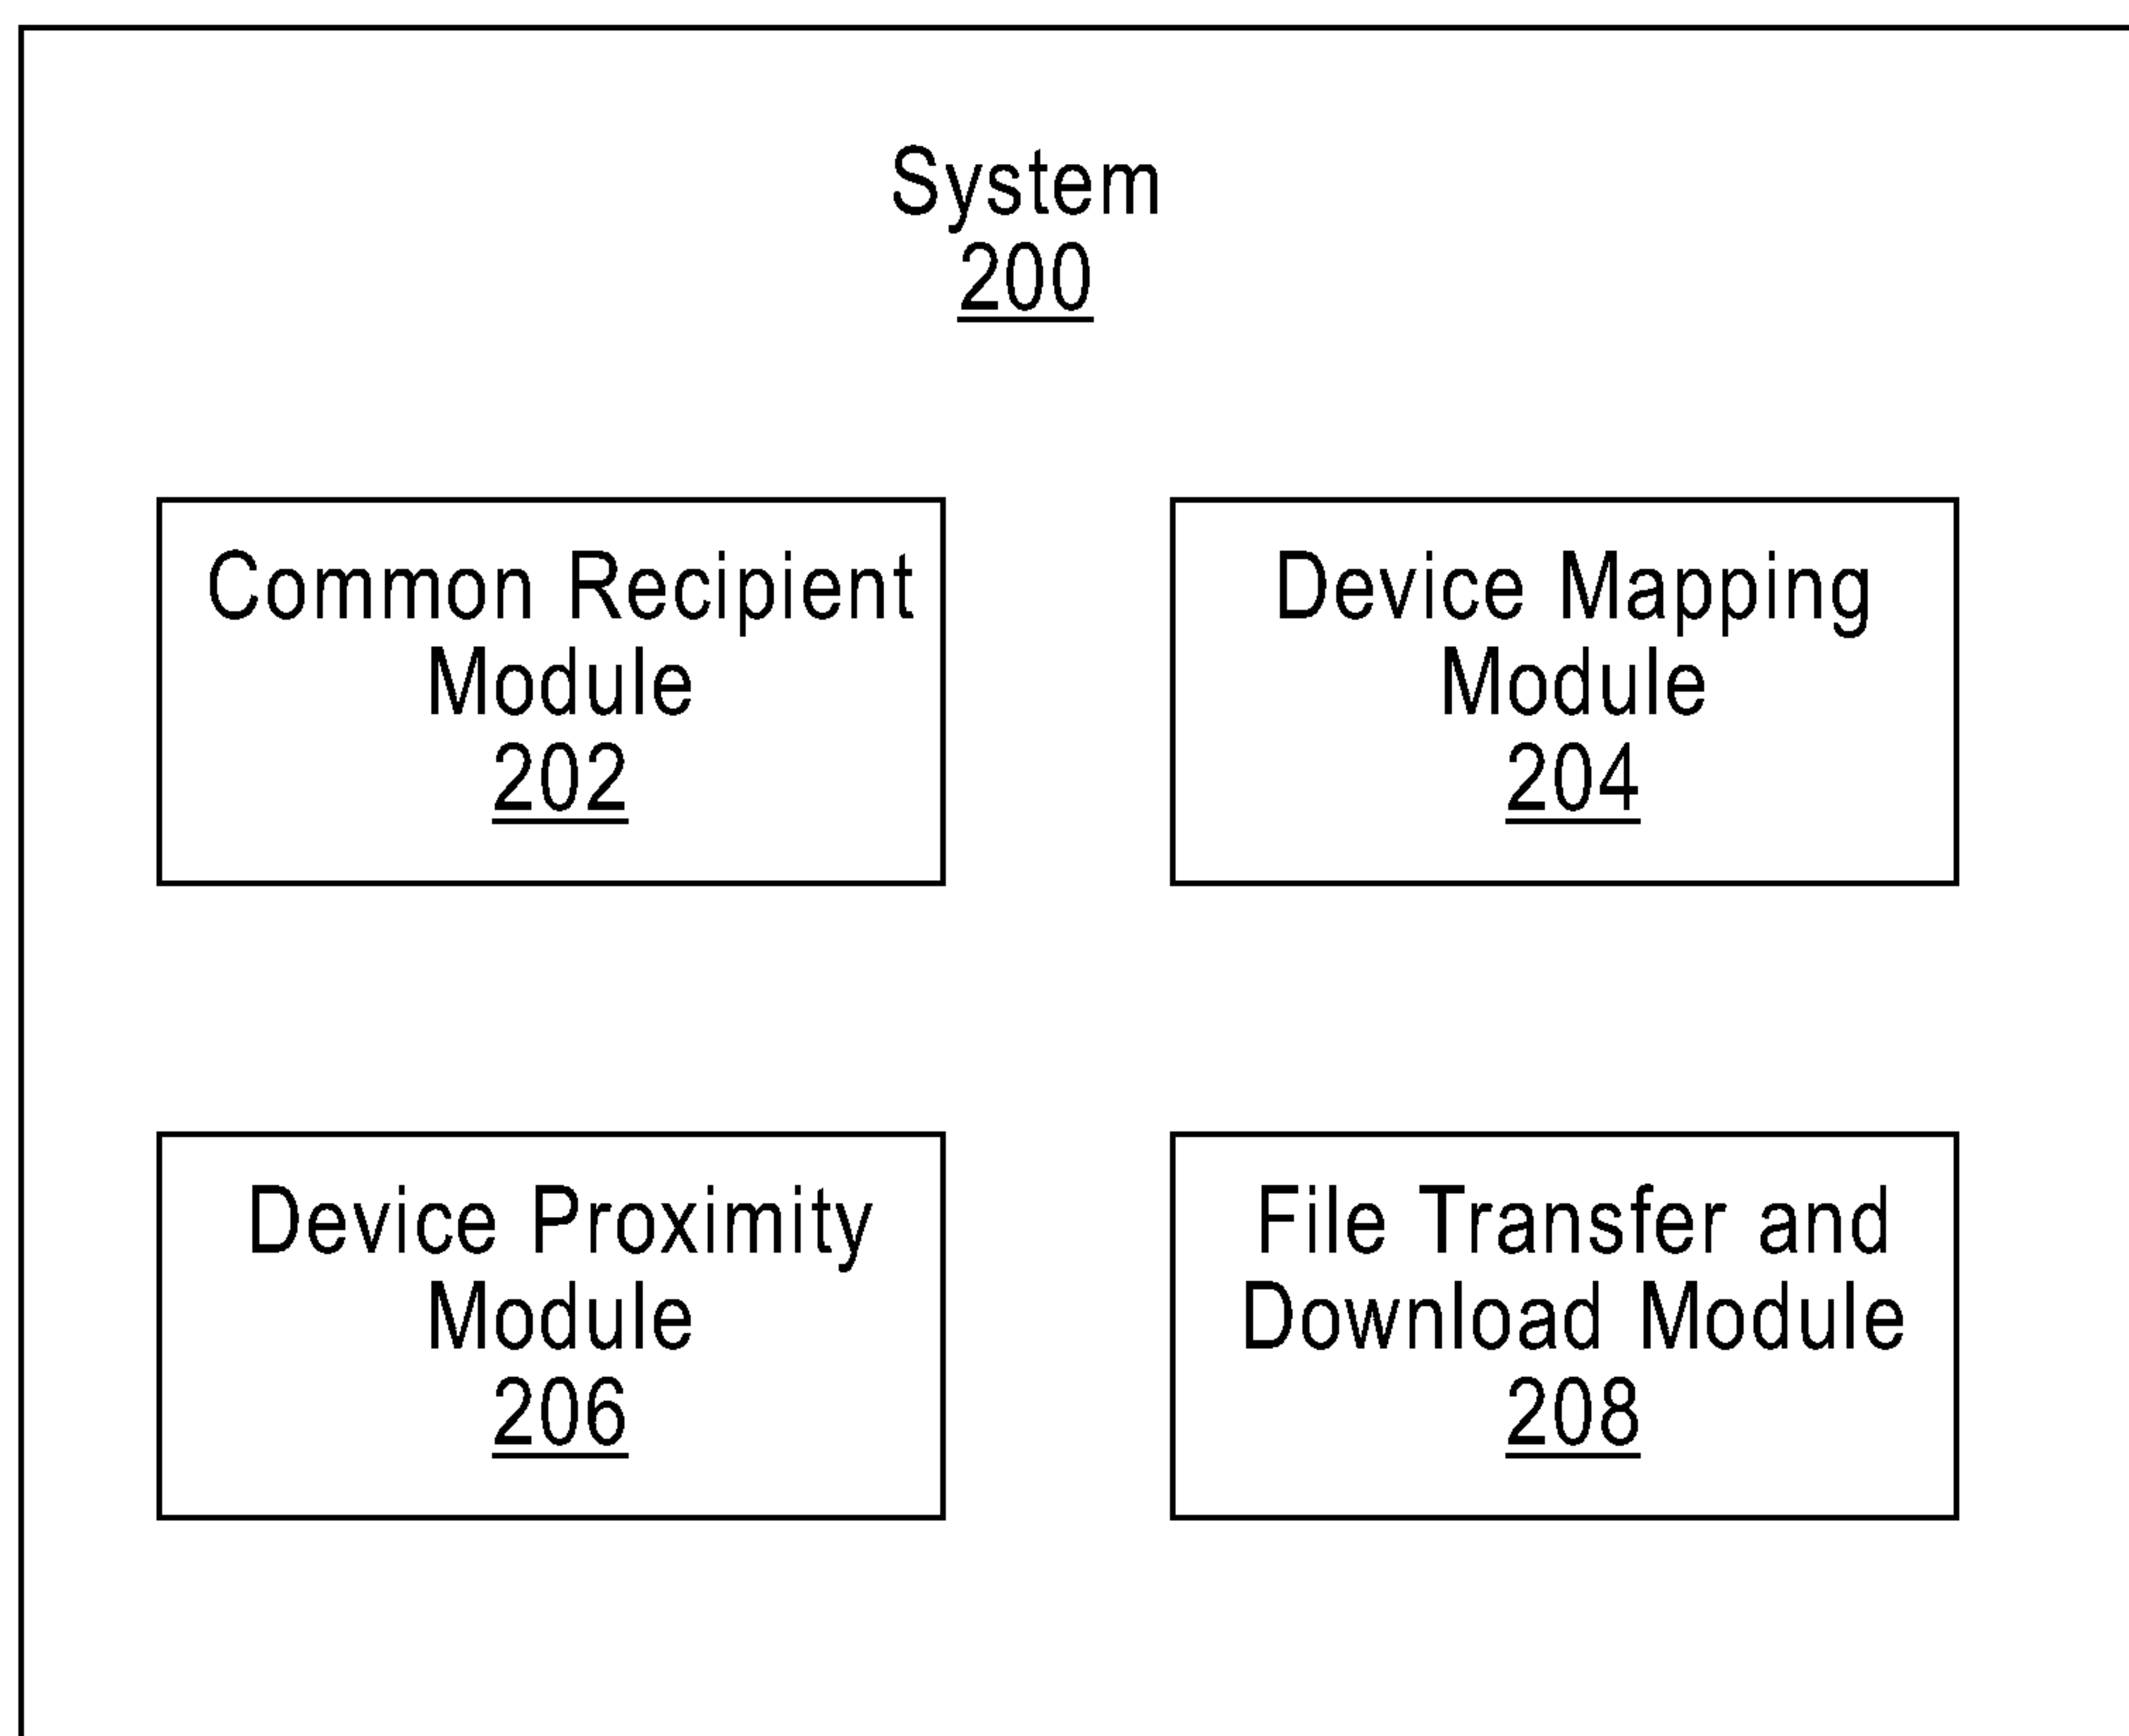 System
200
Common Recipient
Module
202
Device Mapping
Module
204
Device Proximity
Module
206
File Transfer and
Download Module
208